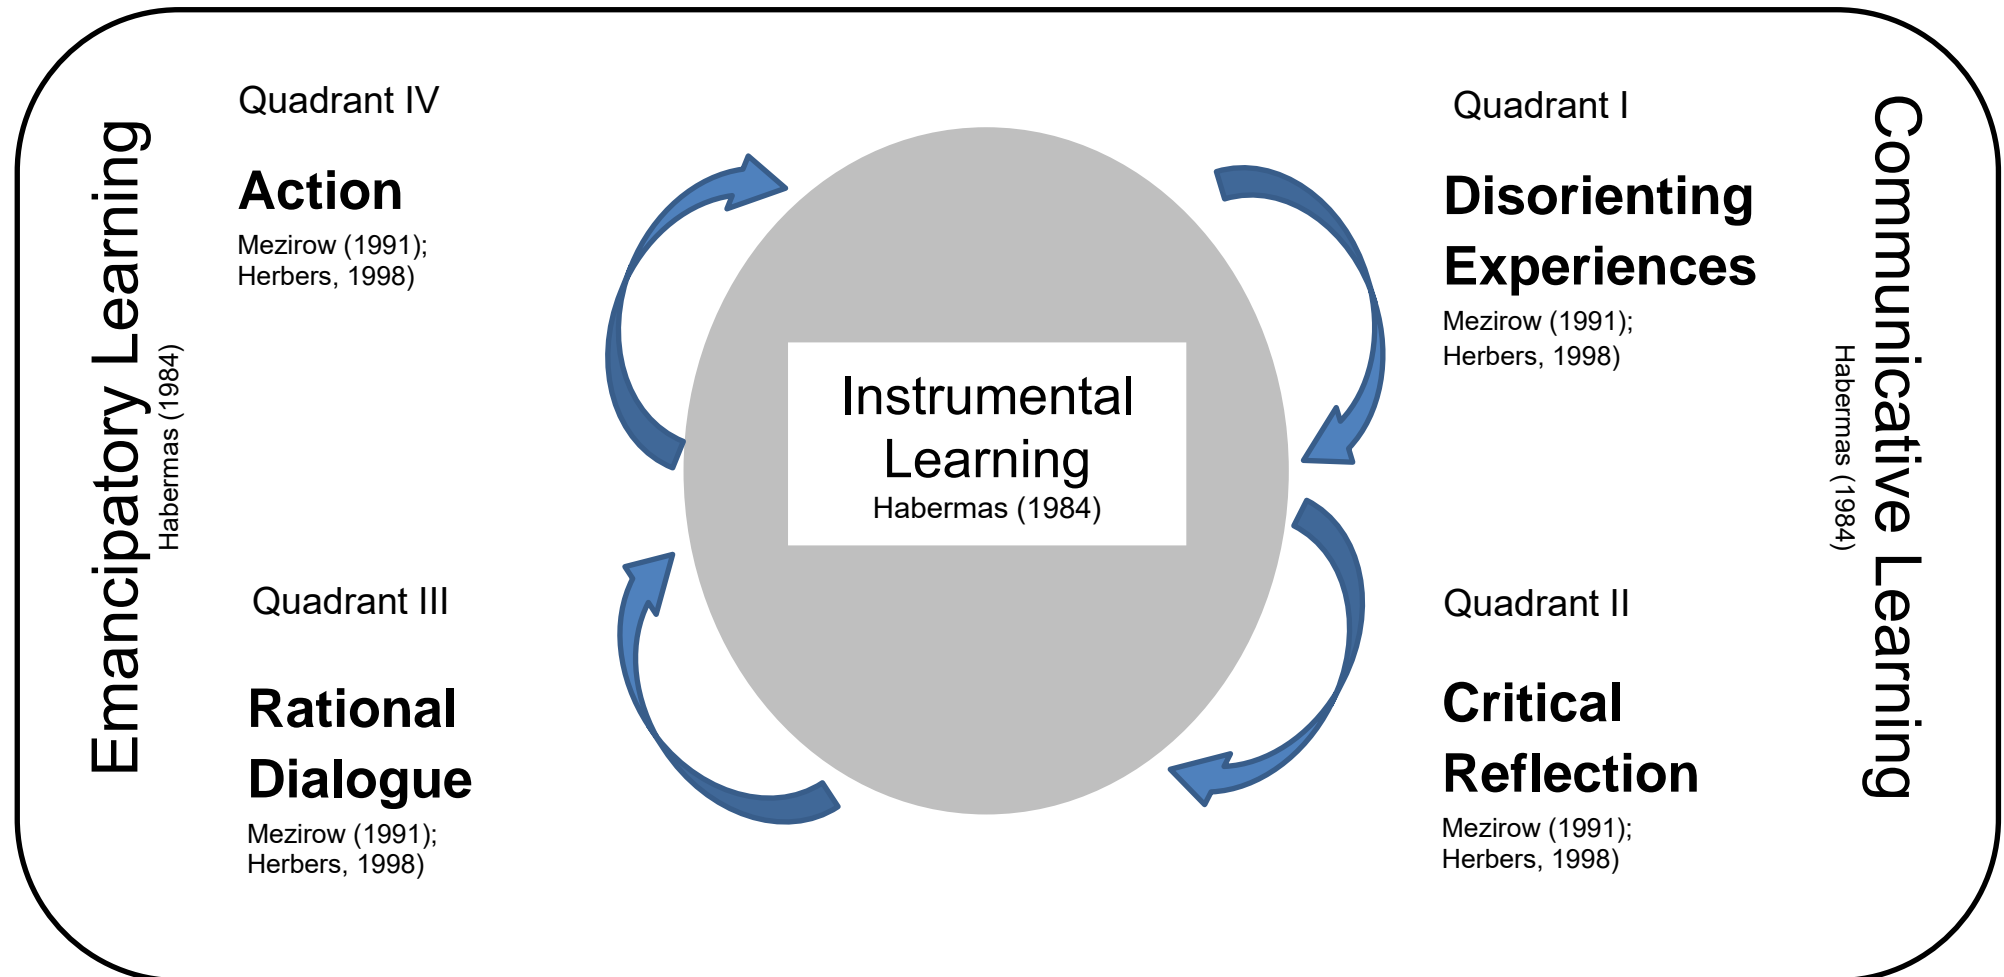 Emancipatory Learning
Habermas (1984)
Quadrant IV
Action
Mezirow (1991);
Herbers, 1998)
Quadrant III
Rational
Dialogue
Mezirow (1991);
Herbers, 1998)
Instrumental
Learning
Habermas (1984)
Quadrant I
Disorienting
Experiences
Mezirow (1991);
Herbers, 1998)
Quadrant II
Critical
Reflection
Mezirow (1991);
Herbers, 1998)
Communicative Learning
Habermas (1984)